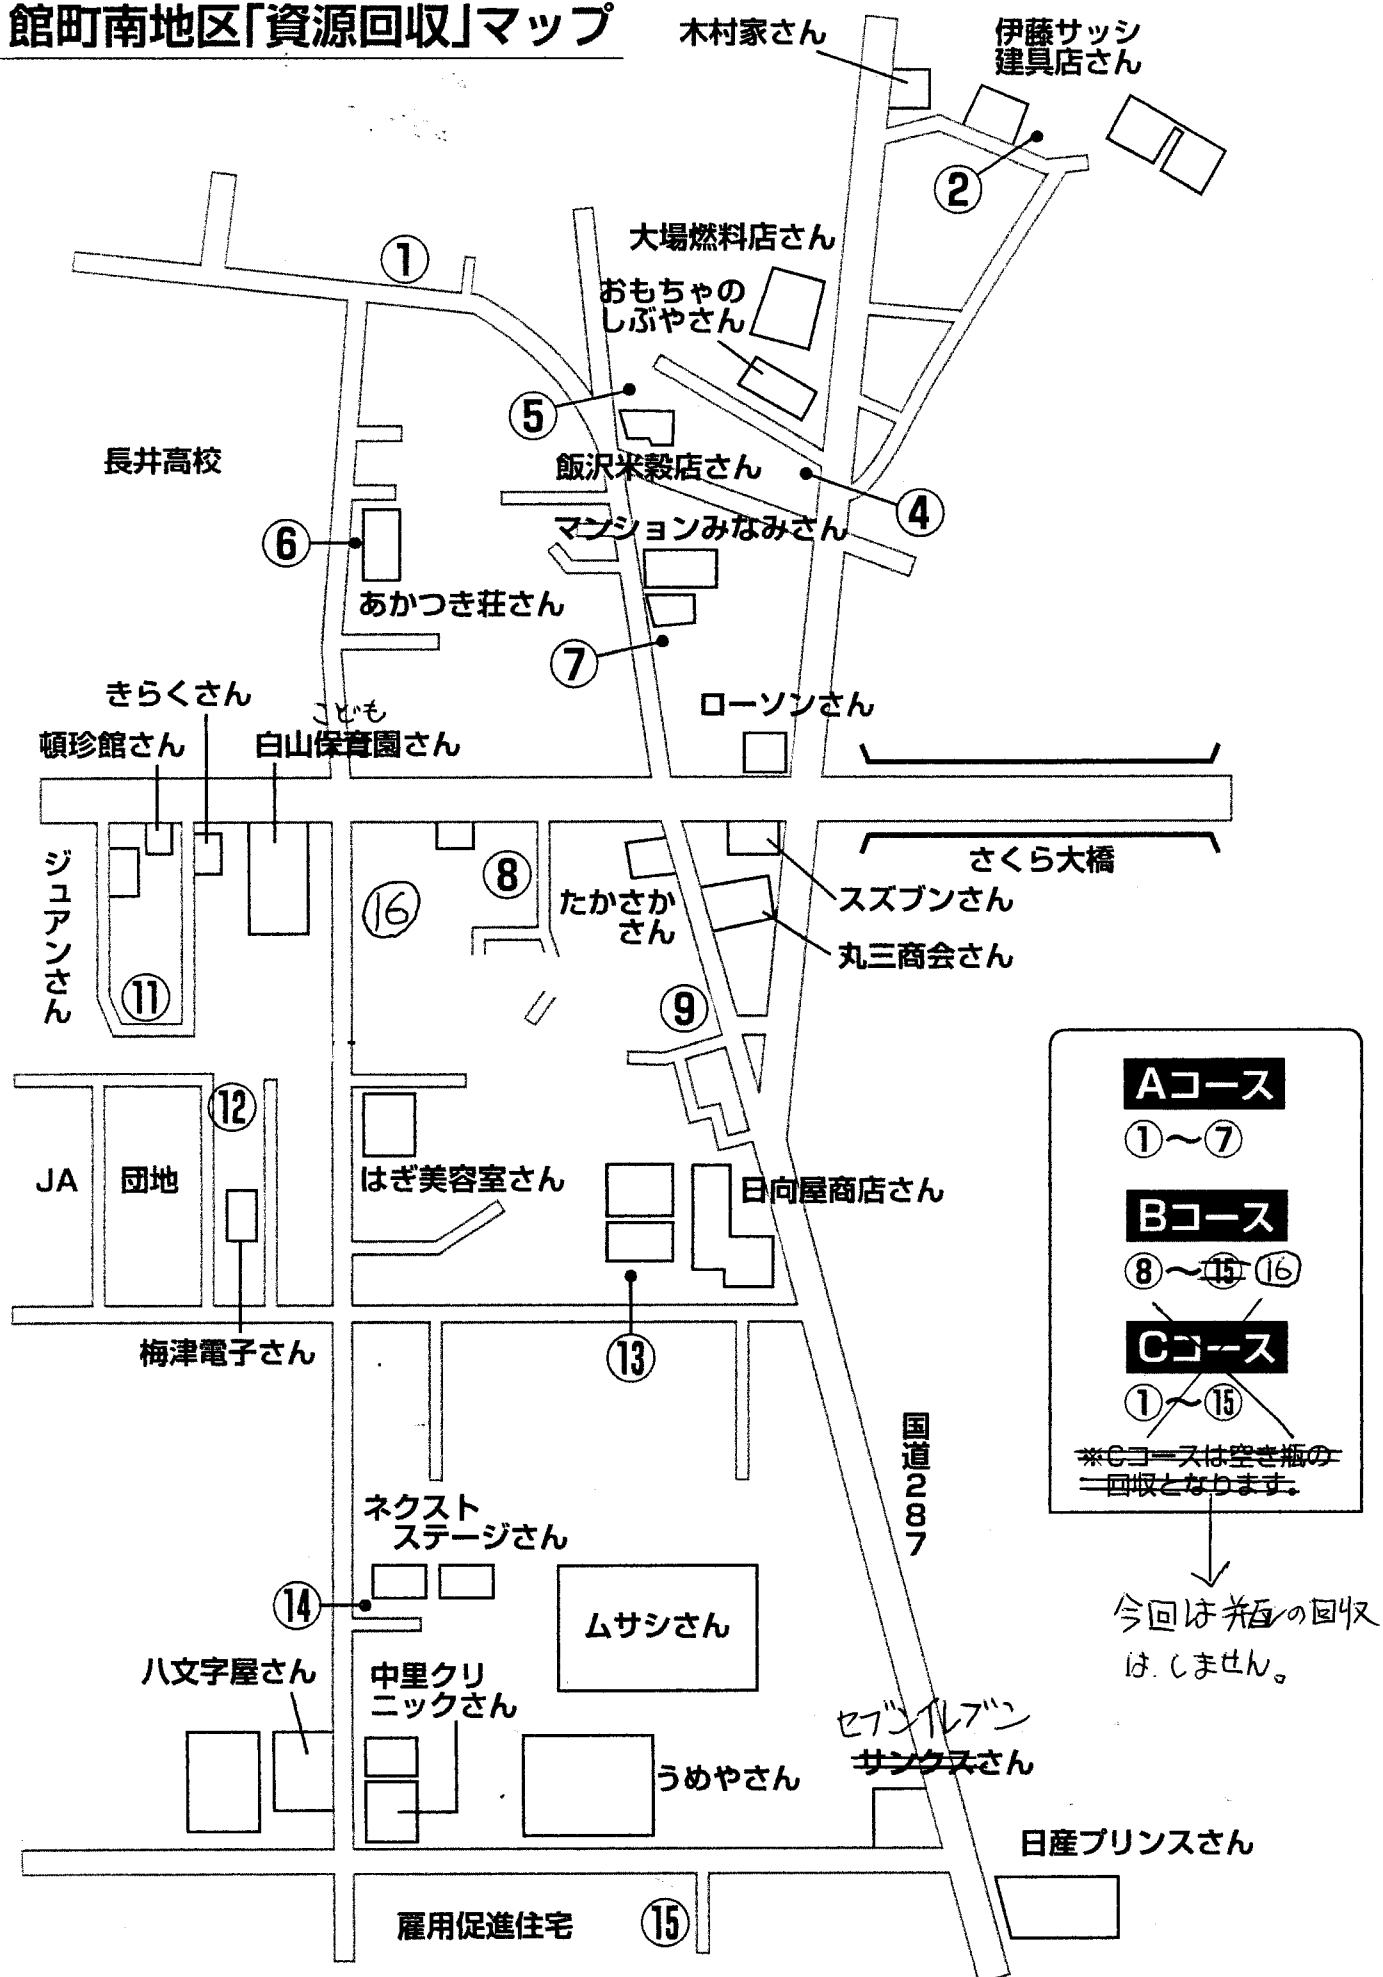 館町南地区「資源回収」マップ
木村家さん
伊藤サッシ
建具店さん
②
大場燃料店さん
①
おもちゃの
しぶやさん
⑤
長井高校
飯沢米穀店さん
④
マンションみなみさん
⑥
あかつき荘さん
⑦
きらくさん
ローソンさん
こども
頓珍館さん
白山保育園さん
さくら大橋
ジュアンさん
⑧
⑯
たかさか
さん
スズブンさん
丸三商会さん
⑪
⑨
Aコース
①～⑦
⑫
JA
団地
はぎ美容室さん
日向屋商店さん
Bコース
⑧～⑮ ⑯
梅津電子さん
⑬
Cコース
①～⑮
※Cコースは空き瓶の
回収となります。
国道287
ネクスト
ステージさん
⑭
ムサシさん
今回は瓶の回収
は、しません。
八文字屋さん
中里クリ
ニックさん
セブンイレブン
サンクスさん
うめやさん
日産プリンスさん
雇用促進住宅
⑮